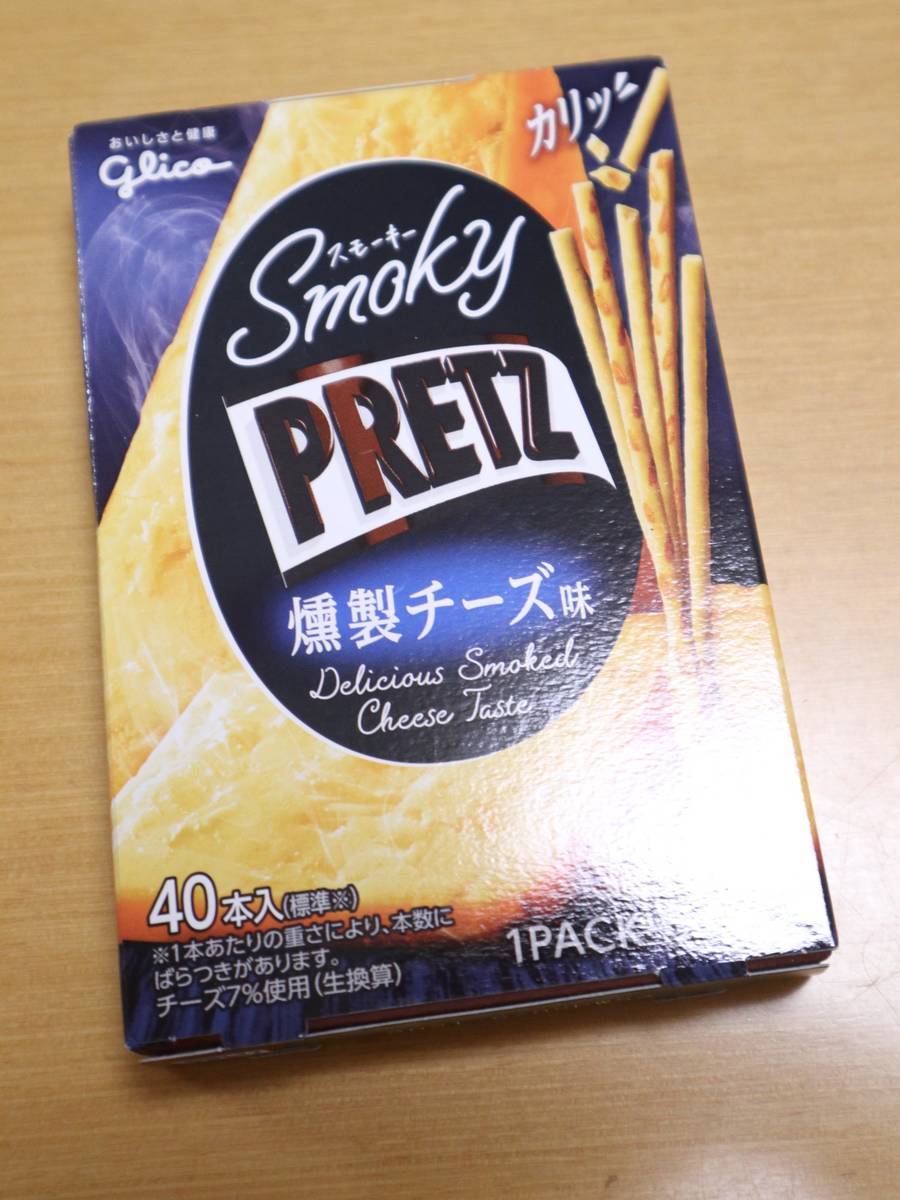 おいしさと健康
glico
カリッ
スモーキー
Smoky
PRETZ
燻製チーズ味
Delicious Smoked
Cheese Taste
40本入(標準※)
※1本あたりの重さにより、本数に
ばらつきがあります。
チーズ7%使用(生換算)
1PACK